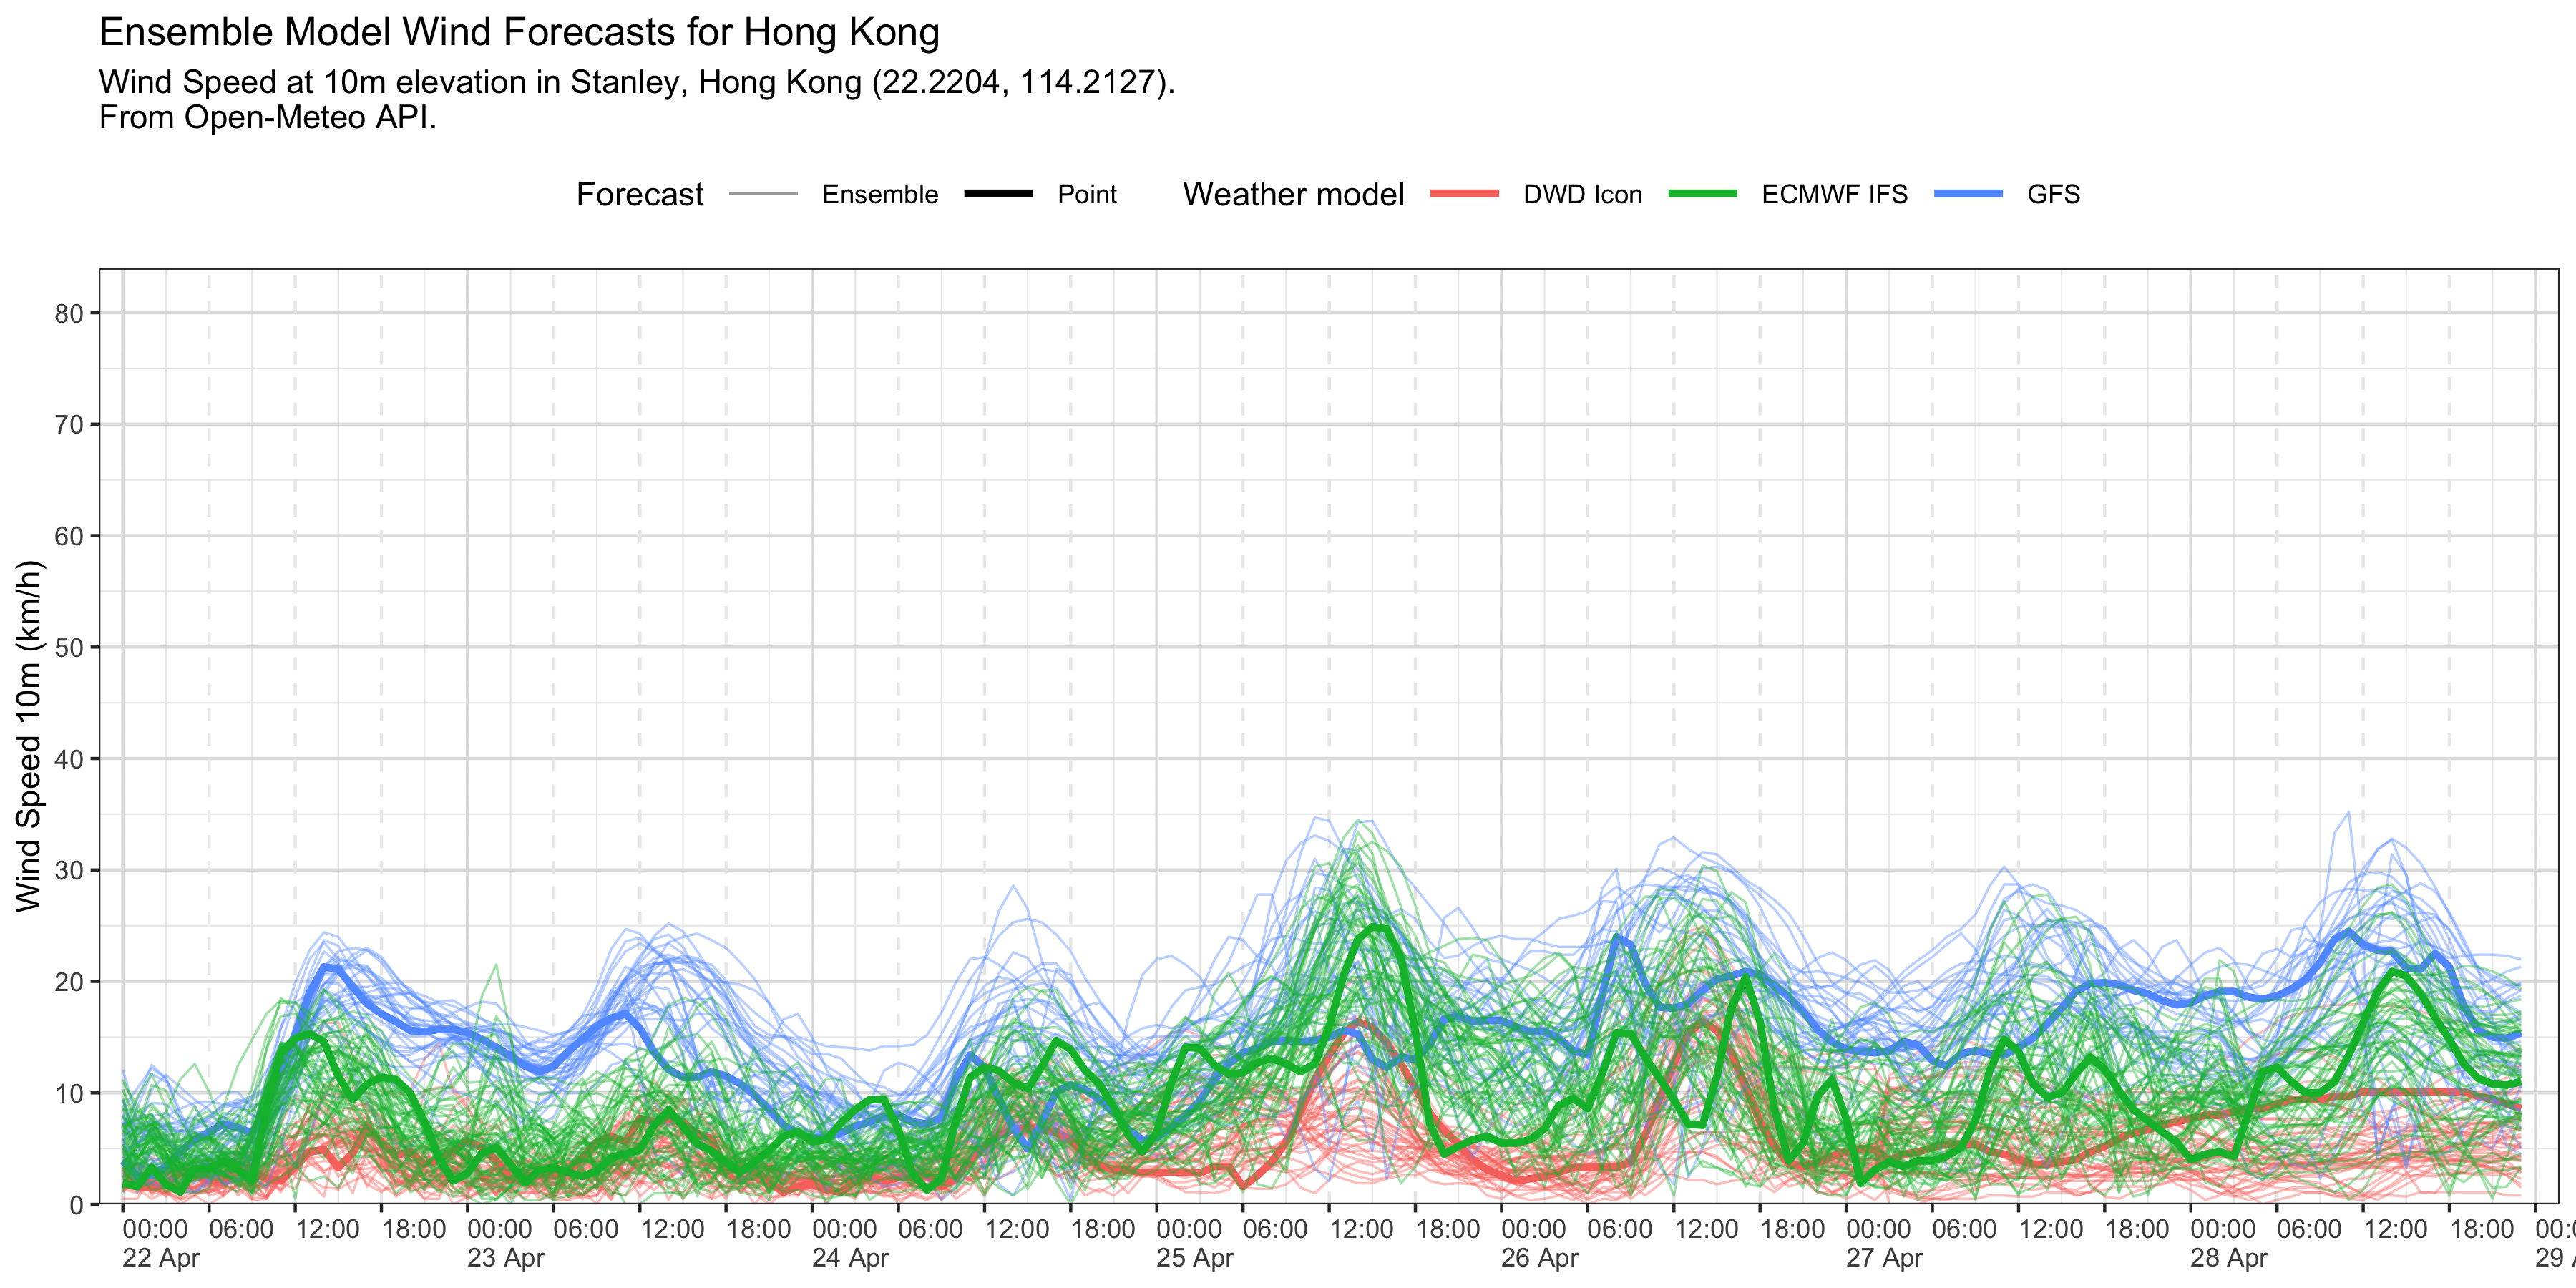 Ensemble Model Wind Forecasts for Hong Kong
Wind Speed at 10m elevation in Stanley, Hong Kong (22.2204, 114.2127).
From Open-Meteo API.
Forecast Ensemble Point Weather model DWD Icon ECMWF IFS GFS
Wind Speed 10m (km/h)
80
70
60
50
40
30
20
10
0
00:00 06:00 12:00 18:00 00:00 06:00 12:00 18:00 00:00 06:00 12:00 18:00 00:00 06:00 12:00 18:00 00:00 06:00 12:00 18:00 00:00 06:00 12:00 18:00 00:00 06:00 12:00 18:00
22 Apr 23 Apr 24 Apr 25 Apr 26 Apr 27 Apr 28 Apr 29